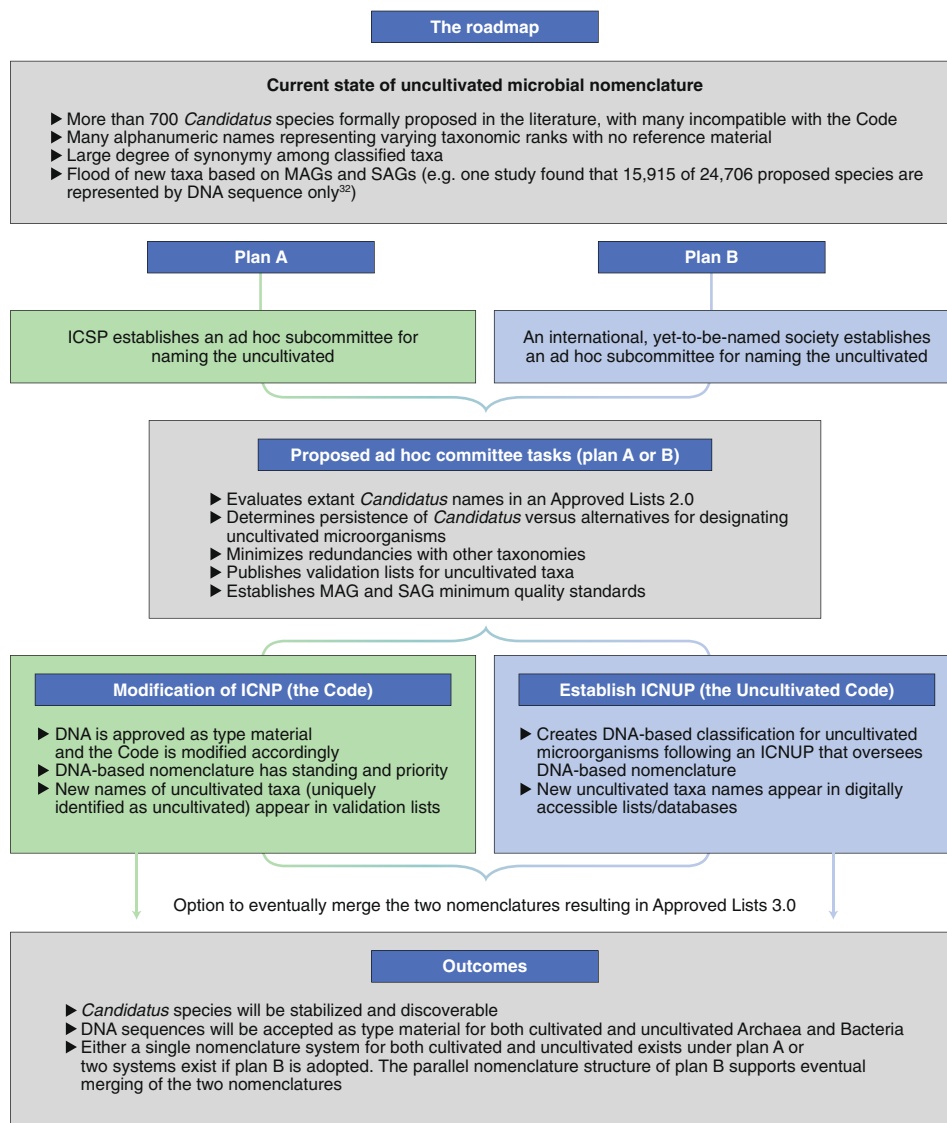 The roadmap
Current state of uncultivated microbial nomenclature
▶ More than 700 Candidatus species formally proposed in the literature, with many incompatible with the Code
▶ Many alphanumeric names representing varying taxonomic ranks with no reference material
▶ Large degree of synonymy among classified taxa
▶ Flood of new taxa based on MAGs and SAGs (e.g. one study found that 15,915 of 24,706 proposed species are
represented by DNA sequence only³²)
Plan A
Plan B
ICSP establishes an ad hoc subcommittee for
naming the uncultivated
An international, yet-to-be-named society establishes
an ad hoc subcommittee for naming the uncultivated
Proposed ad hoc committee tasks (plan A or B)
▶ Evaluates extant Candidatus names in an Approved Lists 2.0
▶ Determines persistence of Candidatus versus alternatives for designating
uncultivated microorganisms
▶ Minimizes redundancies with other taxonomies
▶ Publishes validation lists for uncultivated taxa
▶ Establishes MAG and SAG minimum quality standards
Modification of ICNP (the Code)
▶ DNA is approved as type material
and the Code is modified accordingly
▶ DNA-based nomenclature has standing and priority
▶ New names of uncultivated taxa (uniquely
identified as uncultivated) appear in validation lists
Establish ICNUP (the Uncultivated Code)
▶ Creates DNA-based classification for uncultivated
microorganisms following an ICNUP that oversees
DNA-based nomenclature
▶ New uncultivated taxa names appear in digitally
accessible lists/databases
Option to eventually merge the two nomenclatures resulting in Approved Lists 3.0
Outcomes
▶ Candidatus species will be stabilized and discoverable
▶ DNA sequences will be accepted as type material for both cultivated and uncultivated Archaea and Bacteria
▶ Either a single nomenclature system for both cultivated and uncultivated exists under plan A or
two systems exist if plan B is adopted. The parallel nomenclature structure of plan B supports eventual
merging of the two nomenclatures